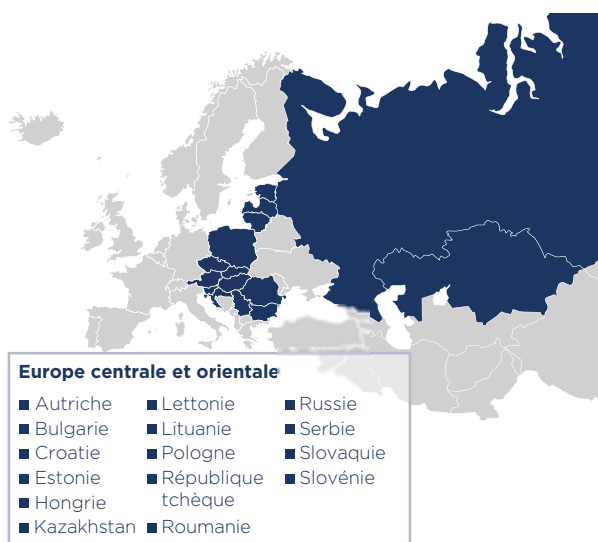 Europe centrale et orientale
Autriche
Bulgarie
Croatie
Estonie
Hongrie
Kazakhstan
Lettonie
Lituanie
Pologne
République
tchèque
Roumanie
Russie
Serbie
Slovaquie
Slovénie